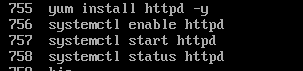 755 yum install httpd -y
756 systemctl enable httpd
757 systemctl start httpd
758 systemctl status httpd